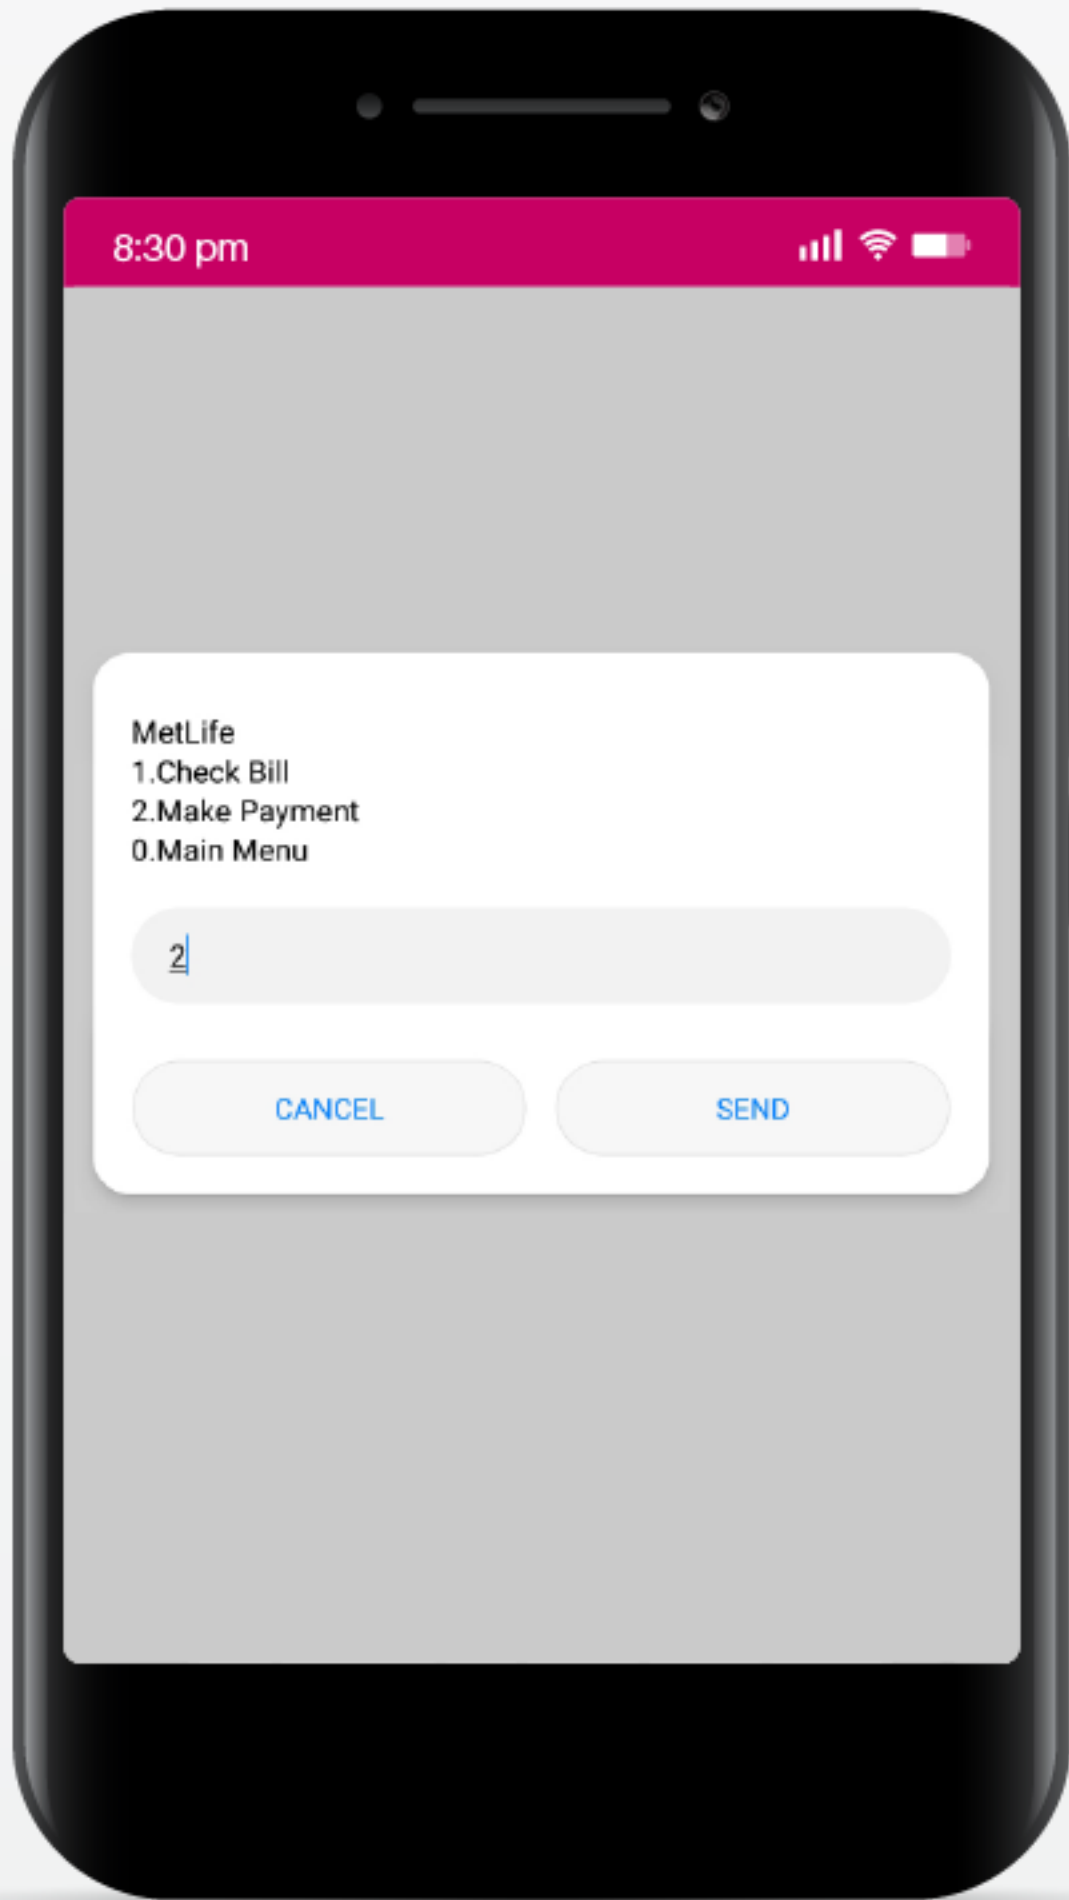 8:30 pm
MetLife
1.Check Bill
2.Make Payment
0.Main Menu
2
CANCEL
SEND